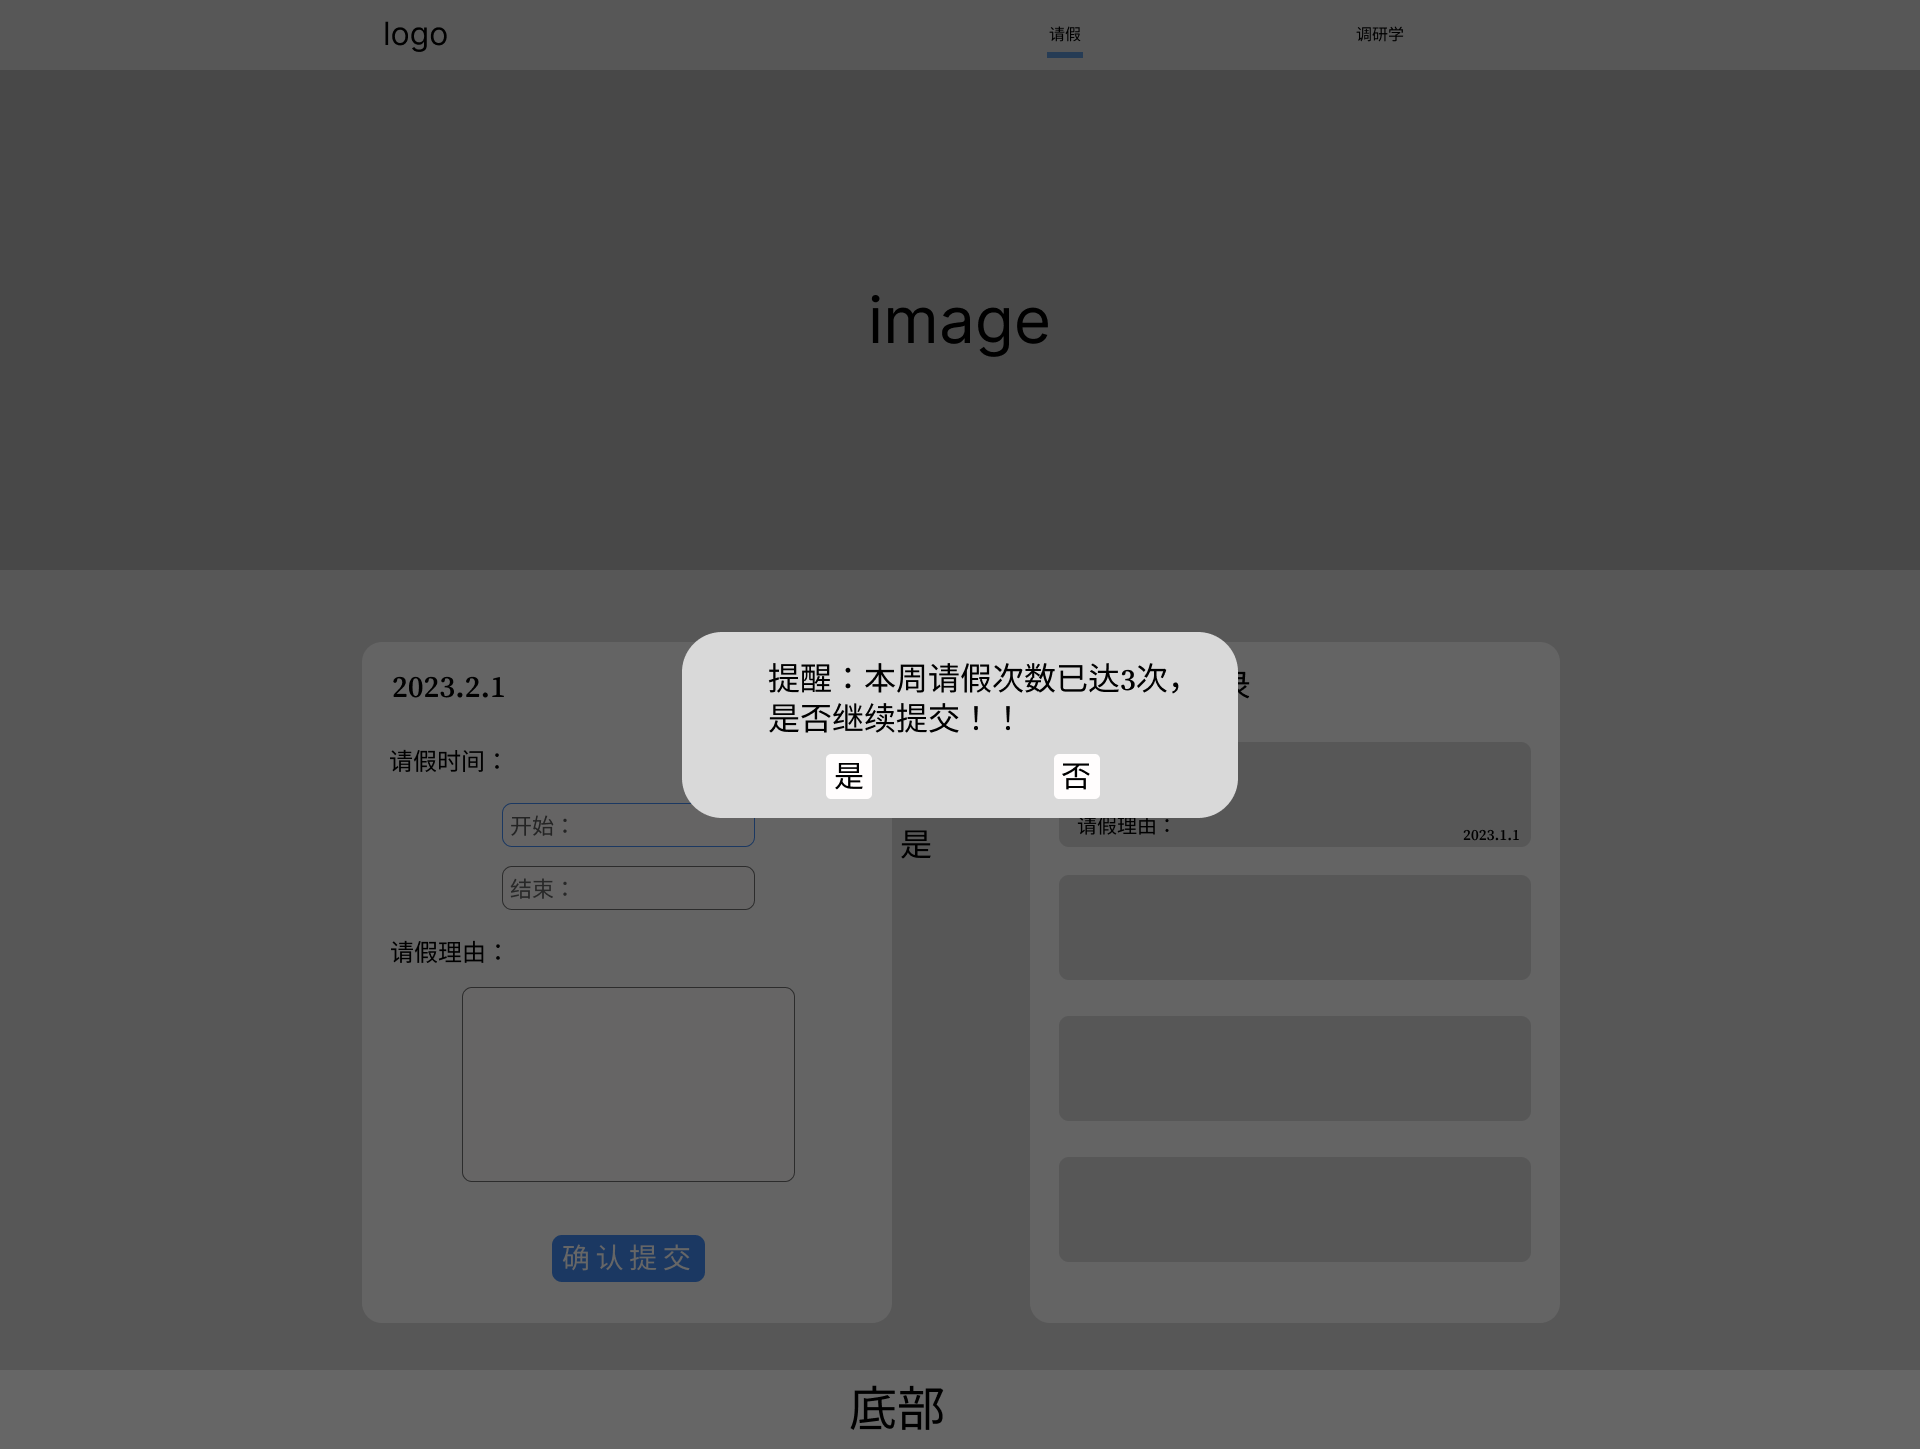 logo
请假
调研学
image
提醒：本周请假次数已达3次，
是否继续提交！！
是
否
2023.2.1
请假时间：
开始：
结束：
请假理由：
确认提交
是
请假理由：
2023.1.1
底部